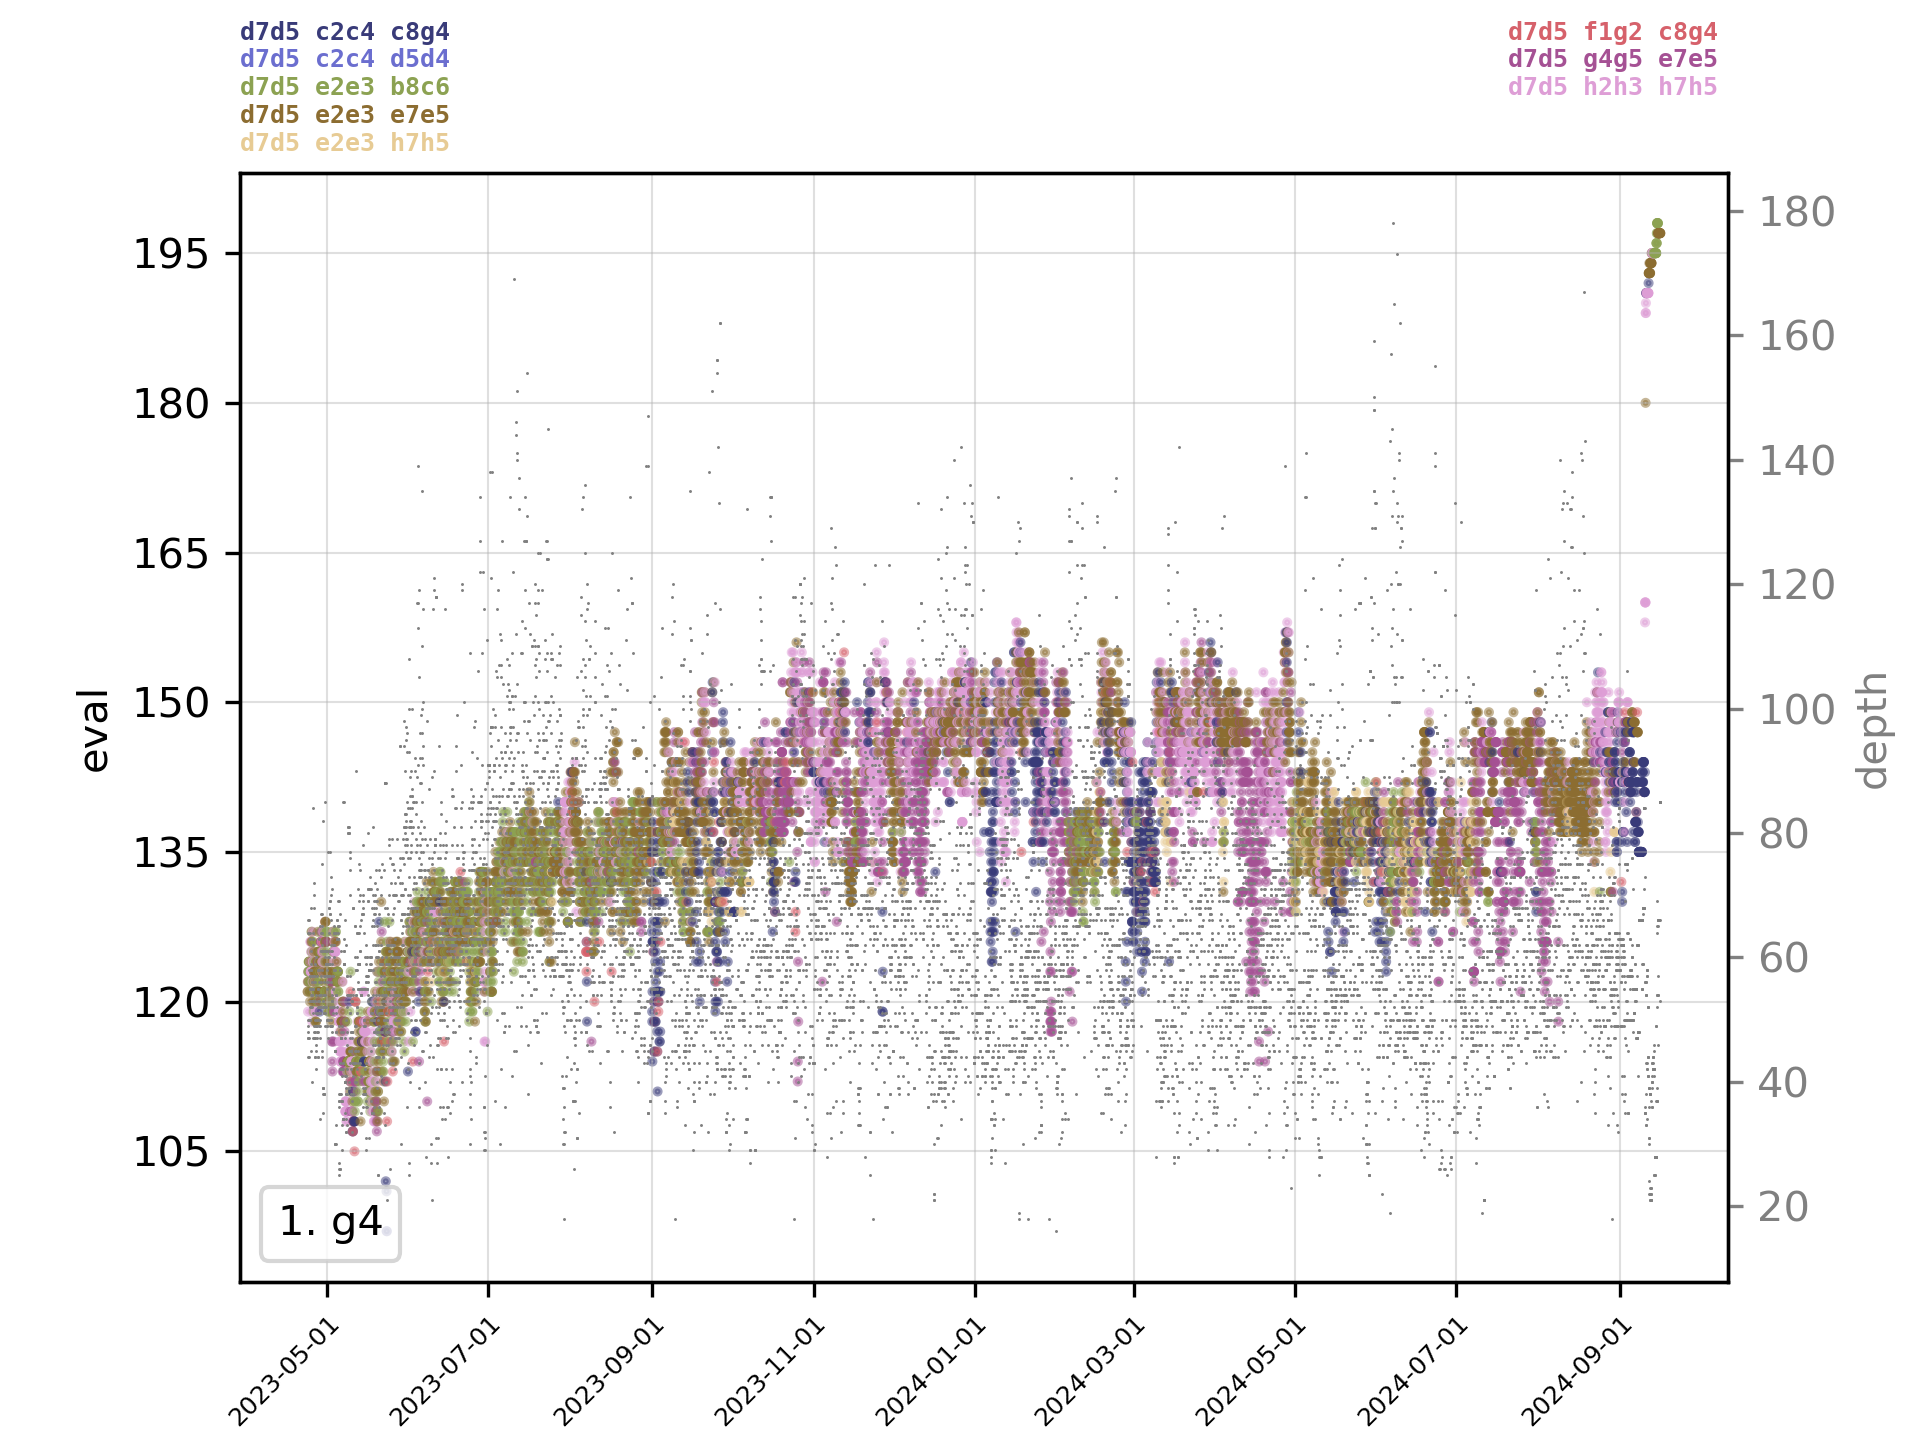 d7d5 c2c4 c8g4
d7d5 c2c4 d5d4
d7d5 e2e3 b8c6
d7d5 e2e3 e7e5
d7d5 e2e3 h7h5
d7d5 f1g2 c8g4
d7d5 g4g5 e7e5
d7d5 h2h3 h7h5
195
180
165
150
135
120
105
eval
180
160
140
120
100
80
60
40
20
depth
1. g4
2023-05-01
2023-07-01
2023-09-01
2023-11-01
2024-01-01
2024-03-01
2024-05-01
2024-07-01
2024-09-01